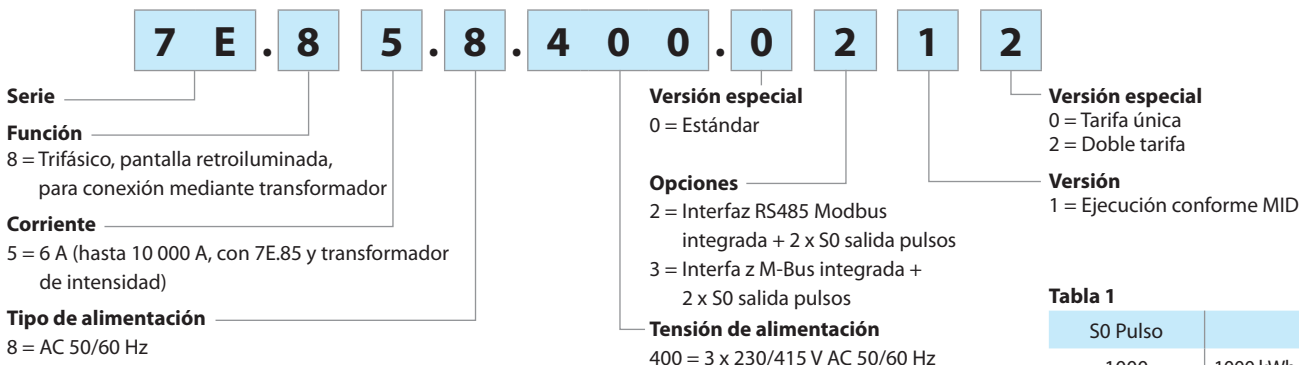 7 E . 8 5 . 8 . 4 0 0 . 0 2 1 2
Serie
Función
8 = Trifásico, pantalla retroiluminada,
para conexión mediante transformador
Corriente
5 = 6 A (hasta 10 000 A, con 7E.85 y transformador
de intensidad)
Tipo de alimentación
8 = AC 50/60 Hz
Versión especial
0 = Estándar
Opciones
2 = Interfaz RS485 Modbus
integrada + 2 x S0 salida pulsos
3 = Interfa z M-Bus integrada +
2 x S0 salida pulsos
Tensión de alimentación
400 = 3 x 230/415 V AC 50/60 Hz
Versión especial
0 = Tarifa única
2 = Doble tarifa
Versión
1 = Ejecución conforme MID
Tabla 1
S0 Pulso
1000 1000 kWh